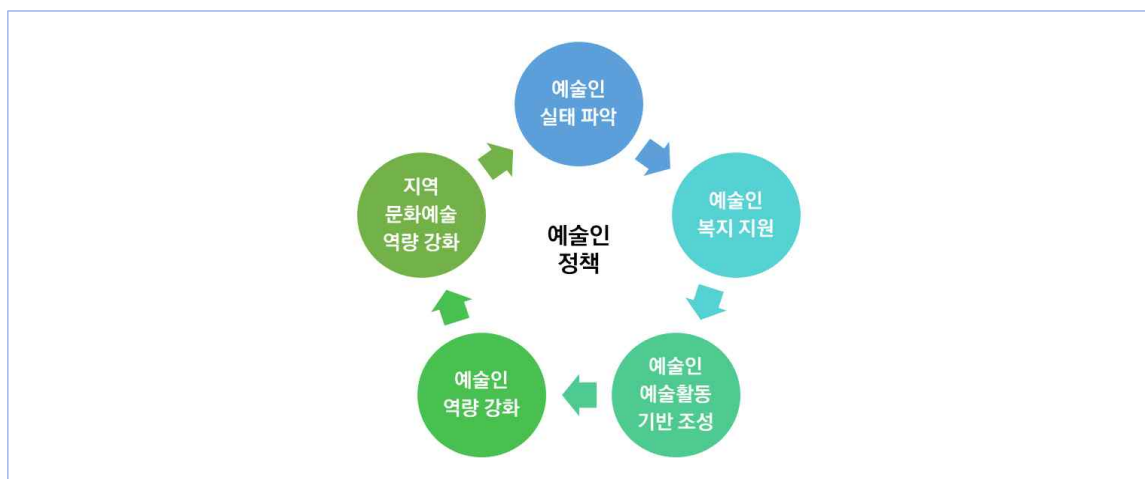 예술인
실태 파악
예술인
복지 지원
예술인
예술활동
기반 조성
예술인
역량 강화
지역
문화예술
역량 강화
예술인
정책